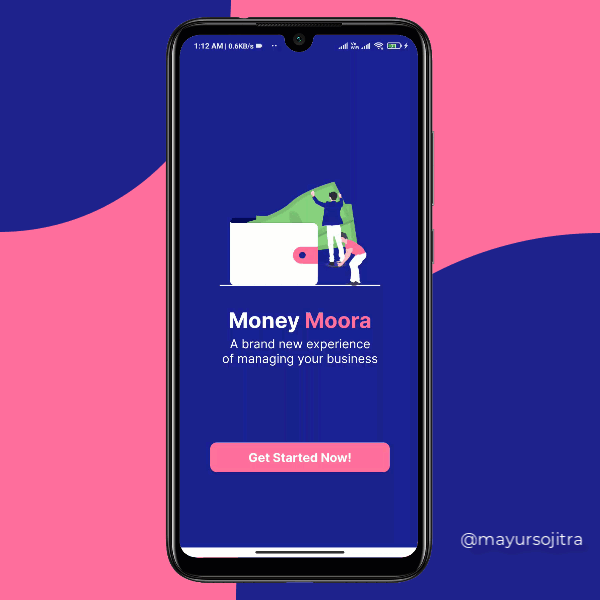 1:12 AM | 0.6KB/s
Money Moora
A brand new experience
of managing your business
Get Started Now!
@mayursojitra